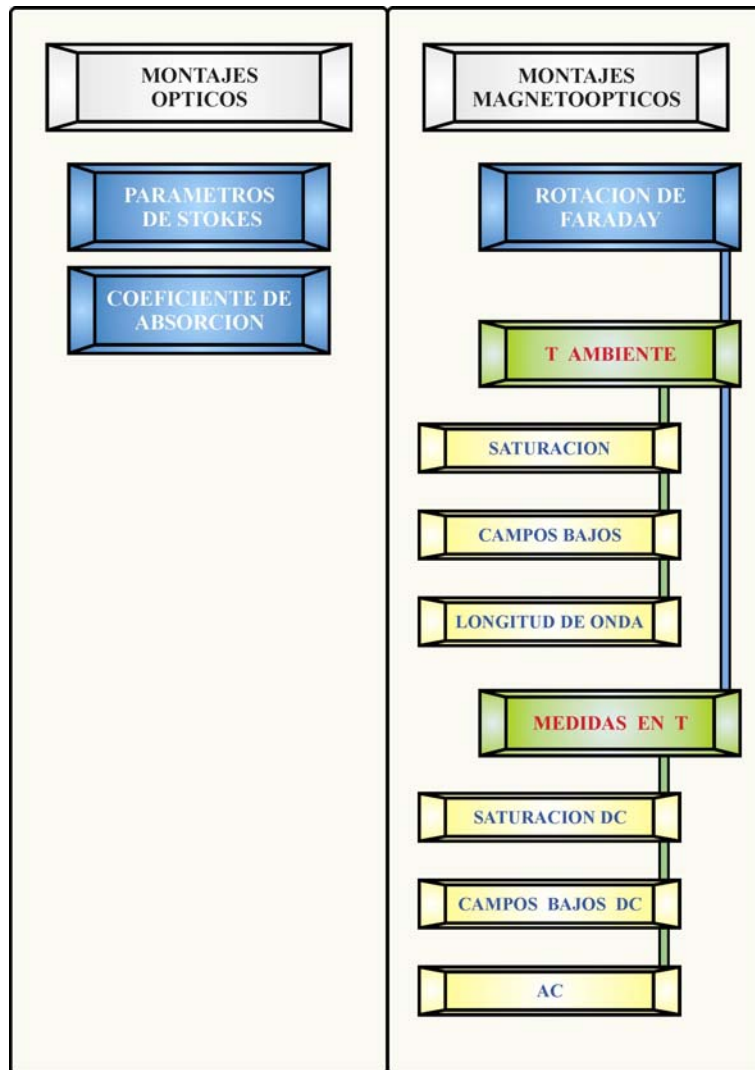 MONTAJES
OPTICOS
PARAMETROS
DE STOKES
COEFICIENTE DE
ABSORCION
MONTAJES
MAGNETOOPTICOS
ROTACION DE
FARADAY
T AMBIENTE
SATURACION
CAMPOS BAJOS
LONGITUD DE ONDA
MEDIDAS EN T
SATURACION DC
CAMPOS BAJOS DC
AC